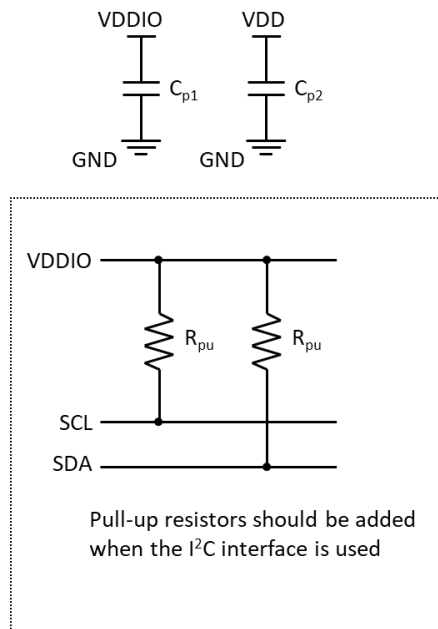 VDDIO
VDD
Cp1
Cp2
GND
GND
VDDIO
Rpu
Rpu
SCL
SDA
Pull-up resistors should be added
when the I²C interface is used